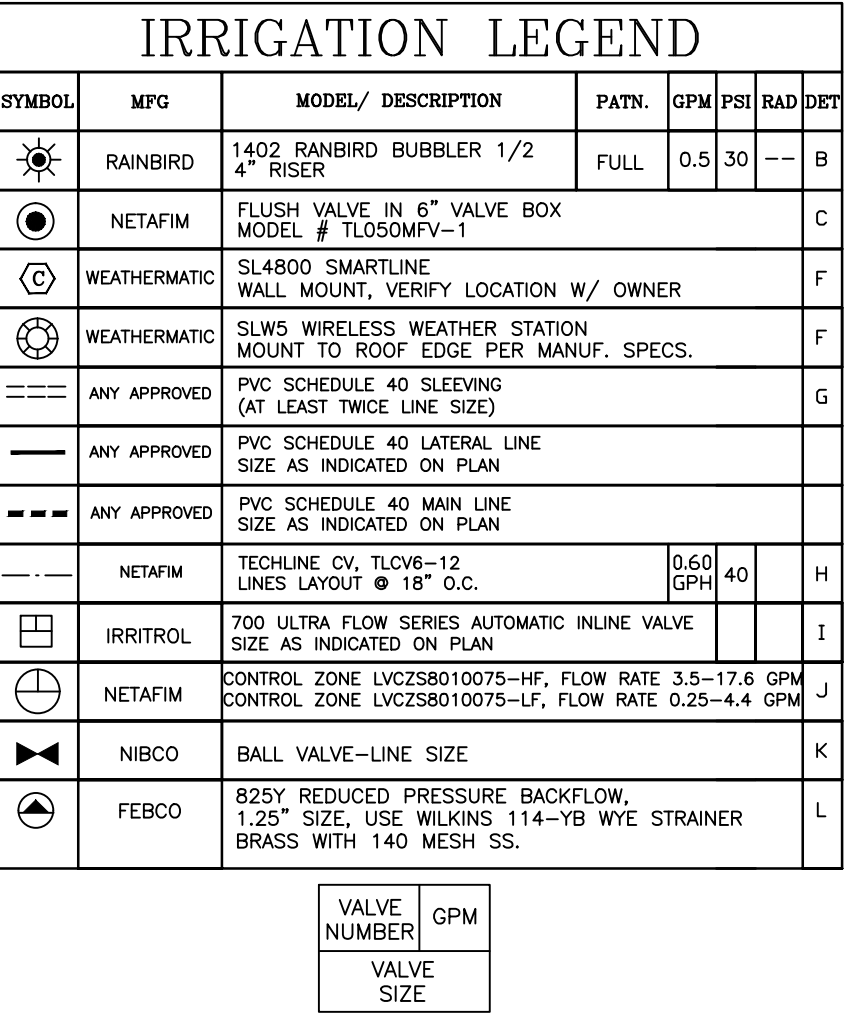 IRRIGATION LEGEND
SYMBOL MFG MODEL/ DESCRIPTION PATN. GPM PSI RAD DET
RAINBIRD 1402 RANBIRD BUBBLER 1/2 FULL 0.5 30 -- B
4" RISER
NETAFIM FLUSH VALVE IN 6" VALVE BOX C
MODEL # TL050MFV-1
C WEATHERMATIC SL4800 SMARTLINE F
WALL MOUNT, VERIFY LOCATION W/ OWNER
WEATHERMATIC SLW5 WIRELESS WEATHER STATION F
MOUNT TO ROOF EDGE PER MANUF. SPECS.
ANY APPROVED PVC SCHEDULE 40 SLEEVING G
(AT LEAST TWICE LINE SIZE)
ANY APPROVED PVC SCHEDULE 40 LATERAL LINE
SIZE AS INDICATED ON PLAN
ANY APPROVED PVC SCHEDULE 40 MAIN LINE
SIZE AS INDICATED ON PLAN
NETAFIM TECHLINE CV, TLCV6-12 0.60 40 H
LINES LAYOUT @ 18" O.C. GPH
IRRITROL 700 ULTRA FLOW SERIES AUTOMATIC INLINE VALVE I
SIZE AS INDICATED ON PLAN
NETAFIM CONTROL ZONE LVCZS8010075-HF, FLOW RATE 3.5-17.6 GPM J
CONTROL ZONE LVCZS8010075-LF, FLOW RATE 0.25-4.4 GPM
NIBCO BALL VALVE-LINE SIZE K
FEBCO 825Y REDUCED PRESSURE BACKFLOW, L
1.25" SIZE, USE WILKINS 114-YB WYE STRAINER
BRASS WITH 140 MESH SS.
VALVE NUMBER GPM
VALVE
SIZE